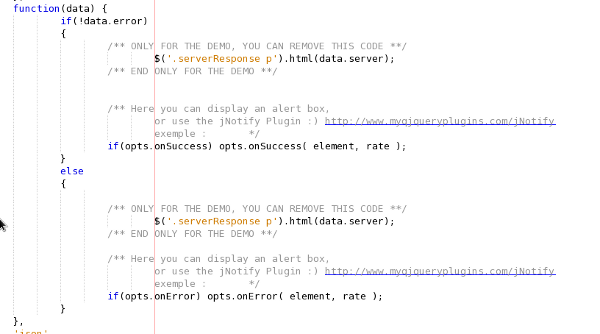 function(data) {
if(!data.error)
{
/** ONLY FOR THE DEMO, YOU CAN REMOVE THIS CODE **/
$('.serverResponse p').html(data.server);
/** END ONLY FOR THE DEMO **/
/** Here you can display an alert box,
or use the jNotify Plugin :) http://www.myqjqueryplugins.com/jNotify
exemple : */
if(opts.onSuccess) opts.onSuccess( element, rate );
}
else
{
/** ONLY FOR THE DEMO, YOU CAN REMOVE THIS CODE **/
$('.serverResponse p').html(data.server);
/** END ONLY FOR THE DEMO **/
/** Here you can display an alert box,
or use the jNotify Plugin :) http://www.myqjqueryplugins.com/jNotify
exemple : */
if(opts.onError) opts.onError( element, rate );
}
},
'json'